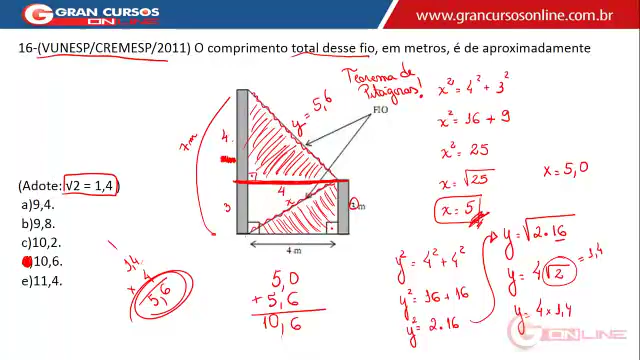 GRAN CURSOS
ONLINE
www.grancursosonline.com.br
16-(VUNESP/CREMESP/2011) O comprimento total desse fio, em metros, é de aproximadamente
Teorema de
Pitágoras!
y = 5,6
FIO
4
4
x
3
3 m
4 m
(Adote: √2 = 1,4 )
a)9,4.
b)9,8.
c)10,2.
10,6.
e)11,4.
1,4
× 4
5,6
5,0
+ 5,6
10,6
x² = 4² + 3²
x² = 16 + 9
x² = 25
x = √25
x = 5
x = 5,0
y² = 4² + 4²
y² = 16 + 16
y² = 2.16
y = √2.16
y = 4√2 = 1,4
y = 4 × 1,4
ONLINE